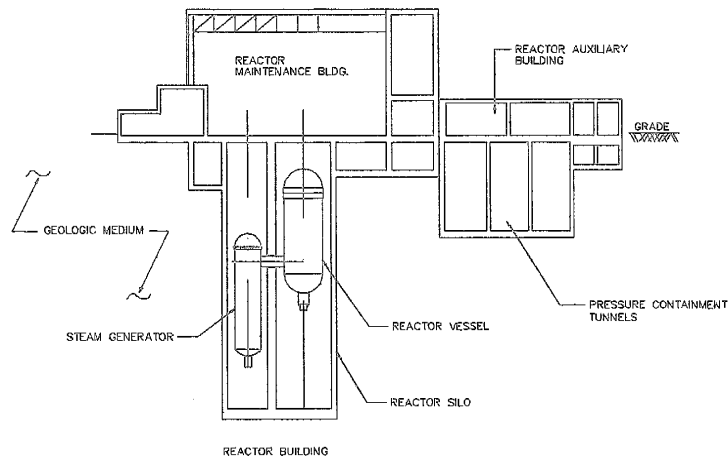 REACTOR
MAINTENANCE BLDG.
REACTOR AUXILIARY
BUILDING
GRADE
GEOLOGIC MEDIUM
PRESSURE CONTAINMENT
TUNNELS
REACTOR VESSEL
STEAM GENERATOR
REACTOR SILO
REACTOR BUILDING